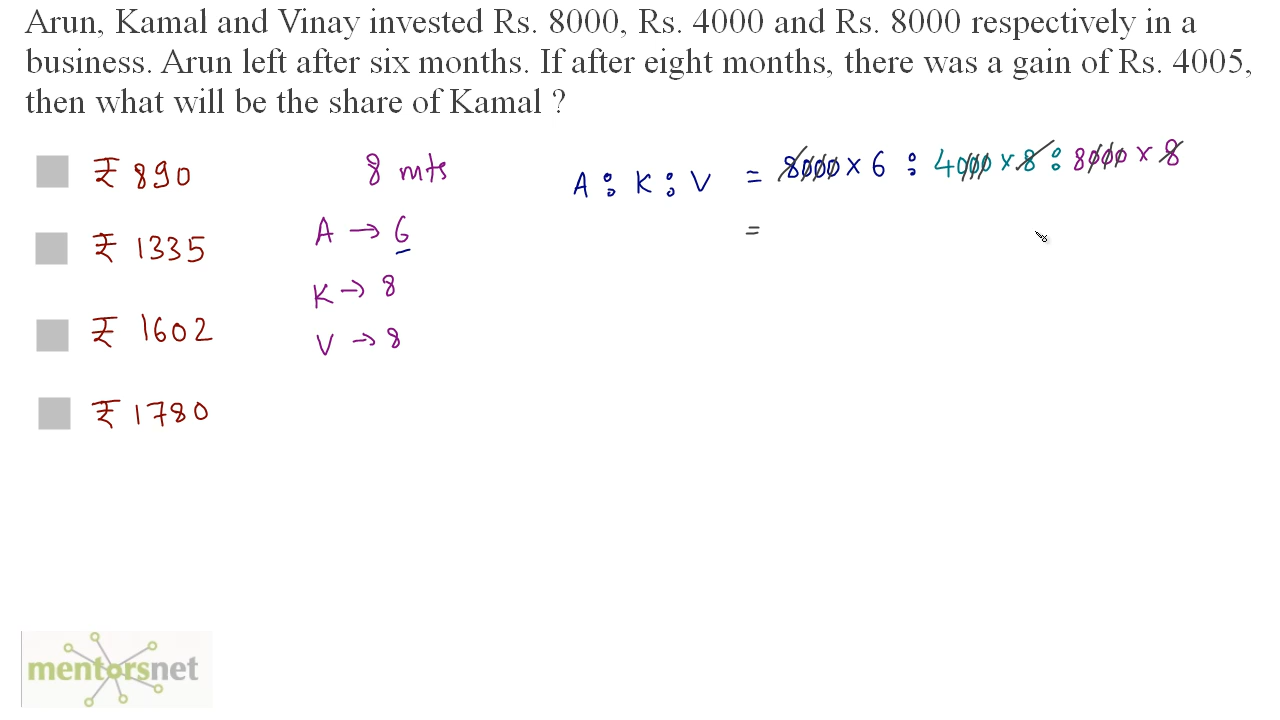 Arun, Kamal and Vinay invested Rs. 8000, Rs. 4000 and Rs. 8000 respectively in a
business. Arun left after six months. If after eight months, there was a gain of Rs. 4005,
then what will be the share of Kamal ?
₹ 890
₹ 1335
₹ 1602
₹ 1780
8 mts
A → 6
K → 8
V → 8
A : K : V = 8000 x 6 : 4000 x 8 : 8000 x 8
=
mentorsnet